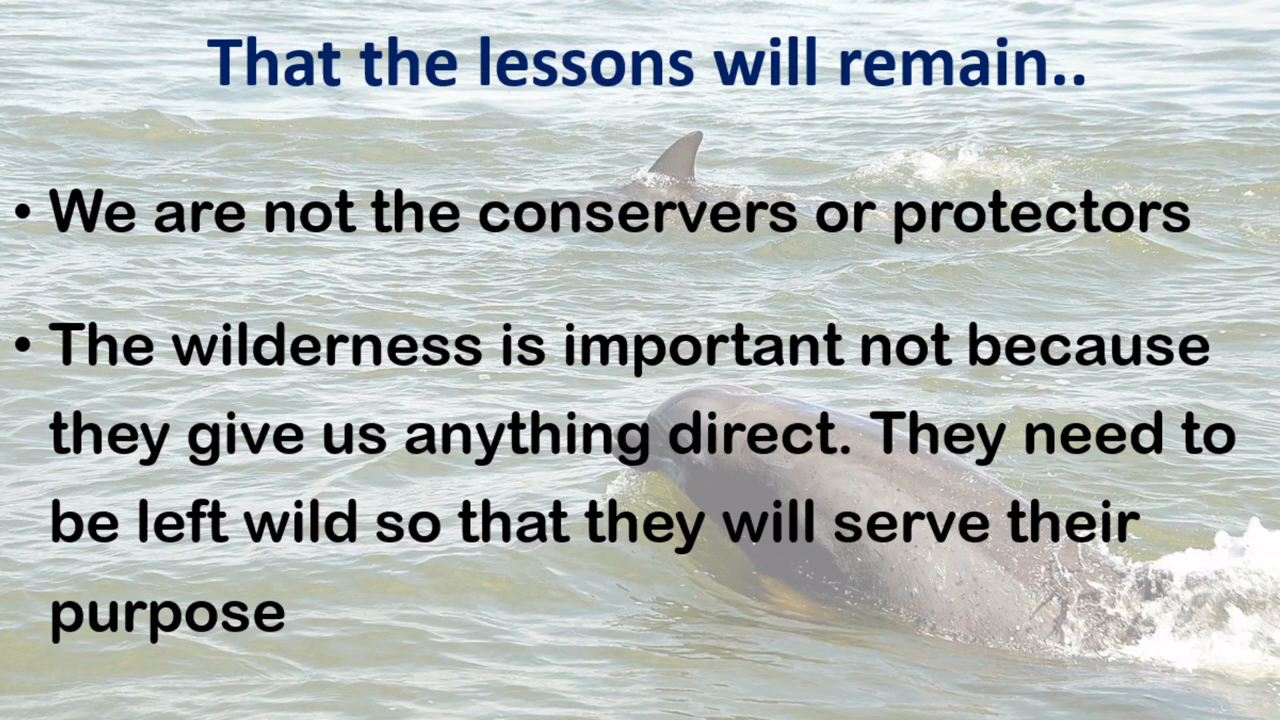 That the lessons will remain..
• We are not the conservers or protectors
• The wilderness is important not because
they give us anything direct. They need to
be left wild so that they will serve their
purpose